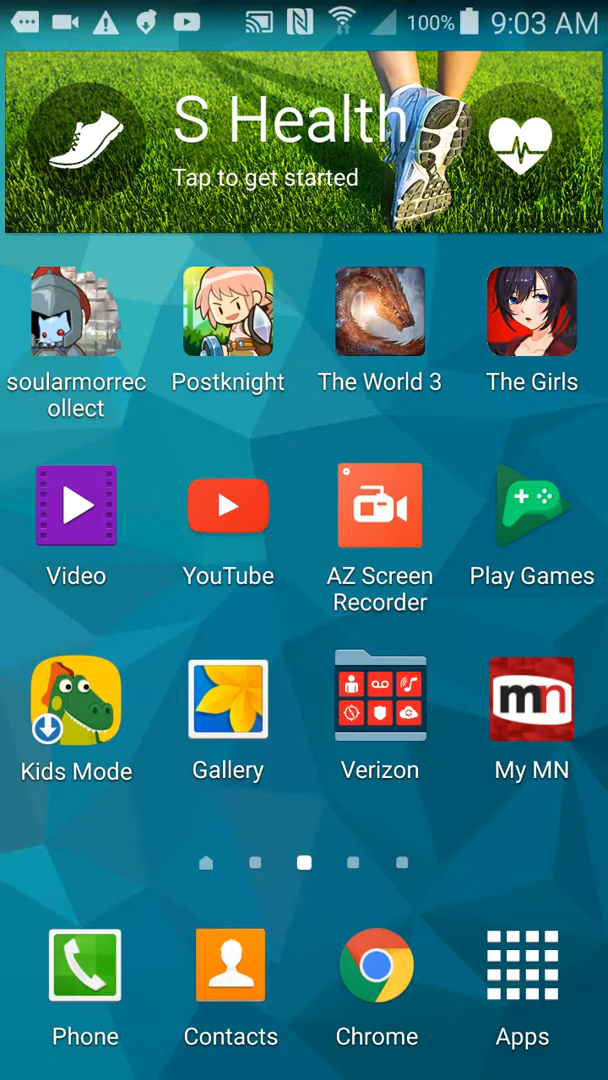 100% 9:03 AM
S Health
Tap to get started
soularmorrec
ollect
Postknight
The World 3
The Girls
Video
YouTube
AZ Screen
Recorder
Play Games
mn
Kids Mode
Gallery
Verizon
My MN
Phone
Contacts
Chrome
Apps